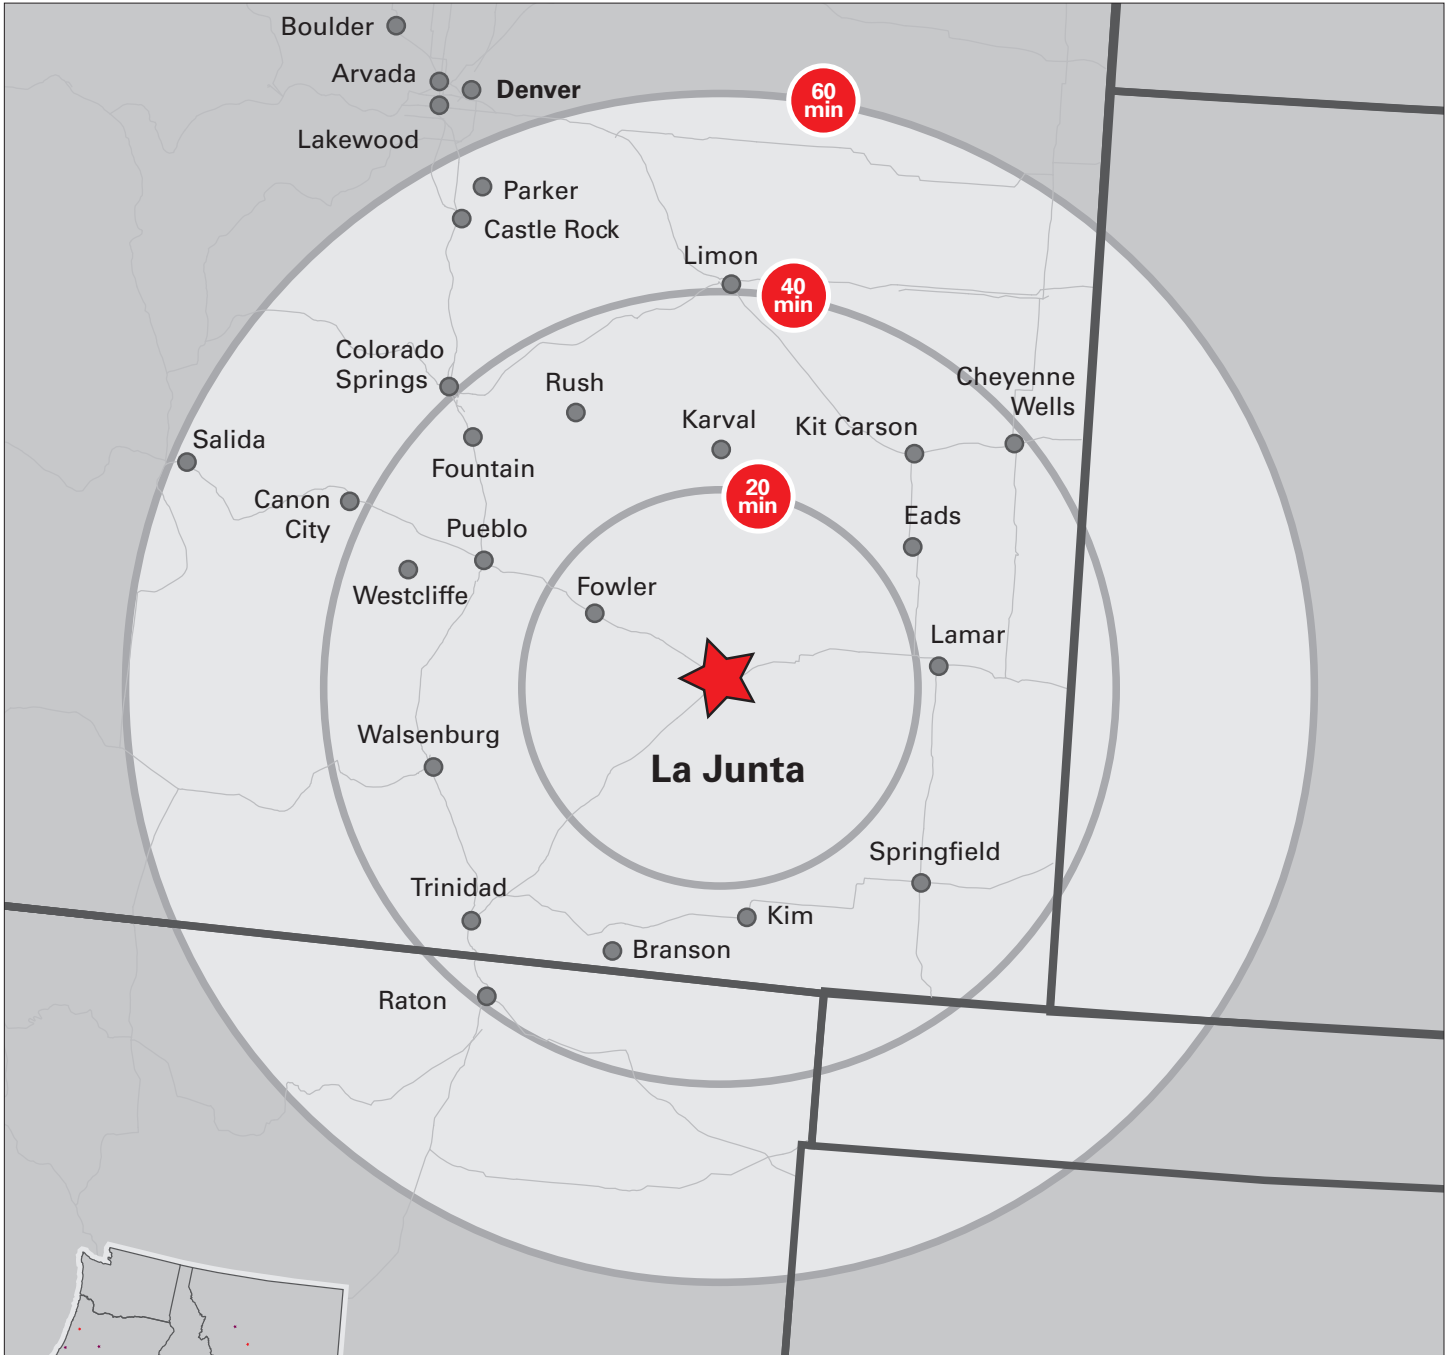 Boulder
Arvada
Denver
60
min
Lakewood
Parker
Castle Rock
Limon
40
min
Colorado
Springs
Rush
Cheyenne
Wells
Karval
Kit Carson
Salida
Fountain
Canon
City
20
min
Pueblo
Eads
Westcliffe
Fowler
Lamar
Walsenburg
La Junta
Springfield
Trinidad
Kim
Branson
Raton